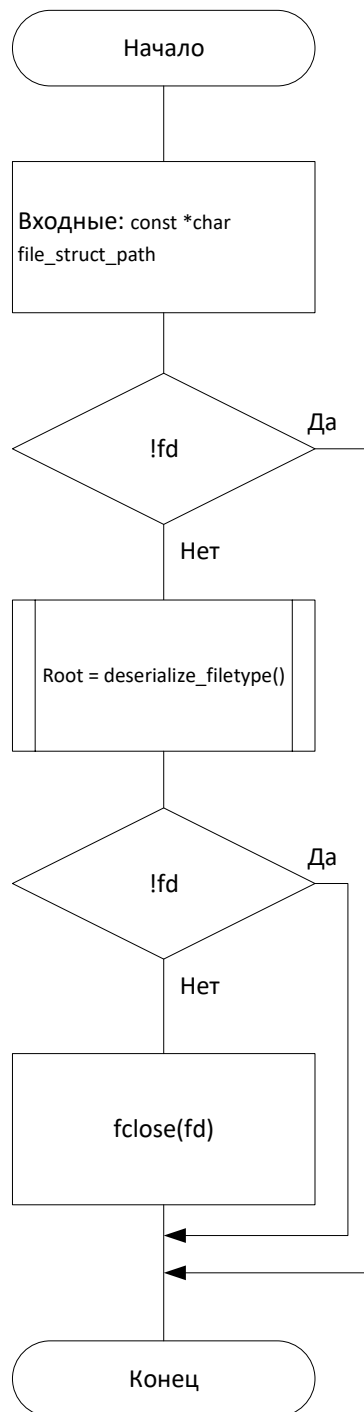 Начало
Входные: const *char
file_struct_path
!fd
Да
Нет
Root = deserialize_filetype()
!fd
Да
Нет
fclose(fd)
Конец